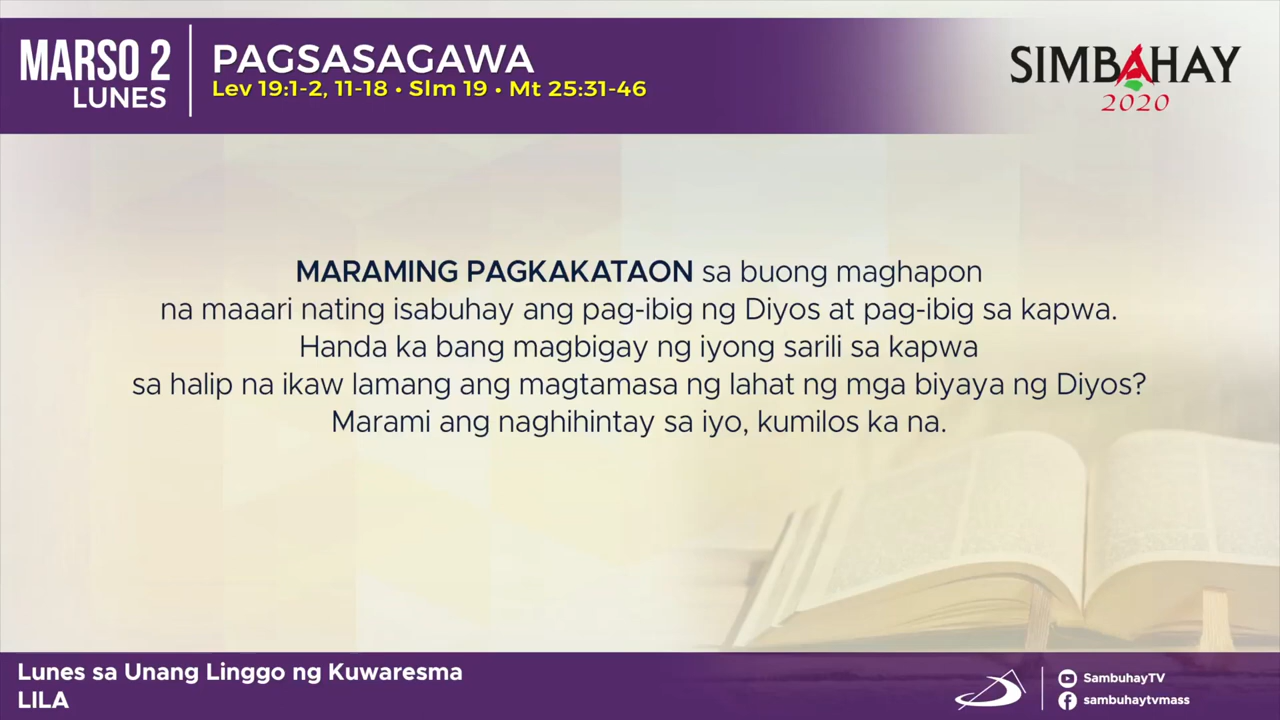 MARSO 2
LUNES
PAGSASAGAWA
Lev 19:1-2, 11-18 • Slm 19 • Mt 25:31-46
SIMBAHAY
2020
MARAMING PAGKAKATAON sa buong maghapon
na maaari nating isabuhay ang pag-ibig ng Diyos at pag-ibig sa kapwa.
Handa ka bang magbigay ng iyong sarili sa kapwa
sa halip na ikaw lamang ang magtamasa ng lahat ng mga biyaya ng Diyos?
Marami ang naghihintay sa iyo, kumilos ka na.
Lunes sa Unang Linggo ng Kuwaresma
LILA
SambuhayTV
sambuhaytvmass